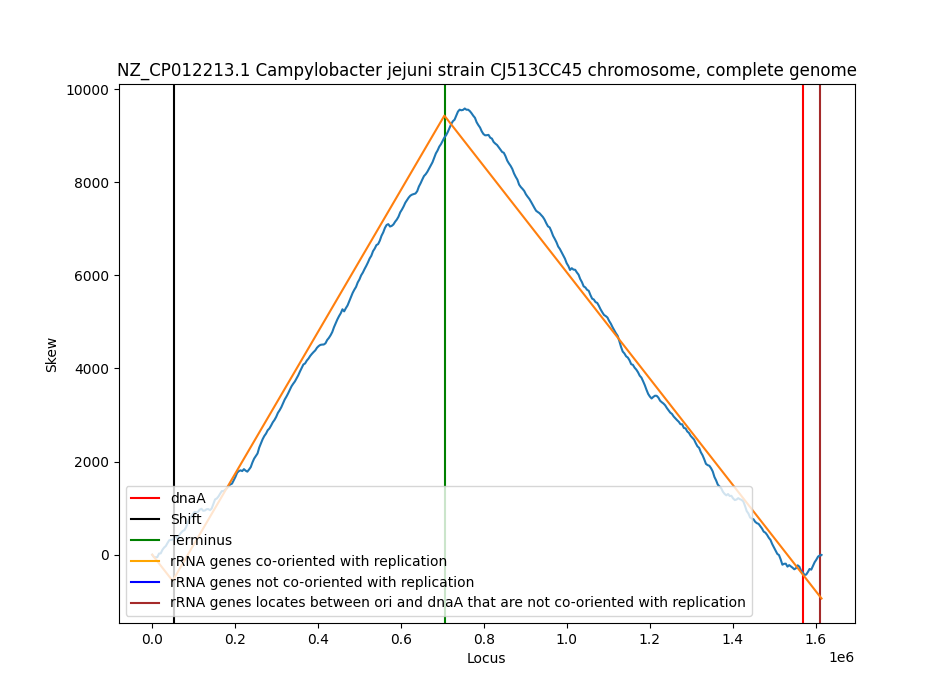 NZ_CP012213.1 Campylobacter jejuni strain CJ513CC45 chromosome, complete genome
10000
8000
6000
4000
2000
0
Skew
dnaA
Shift
Terminus
rRNA genes co-oriented with replication
rRNA genes not co-oriented with replication
rRNA genes locates between ori and dnaA that are not co-oriented with replication
0.0 0.2 0.4 0.6 0.8 1.0 1.2 1.4 1.6
1e6
Locus